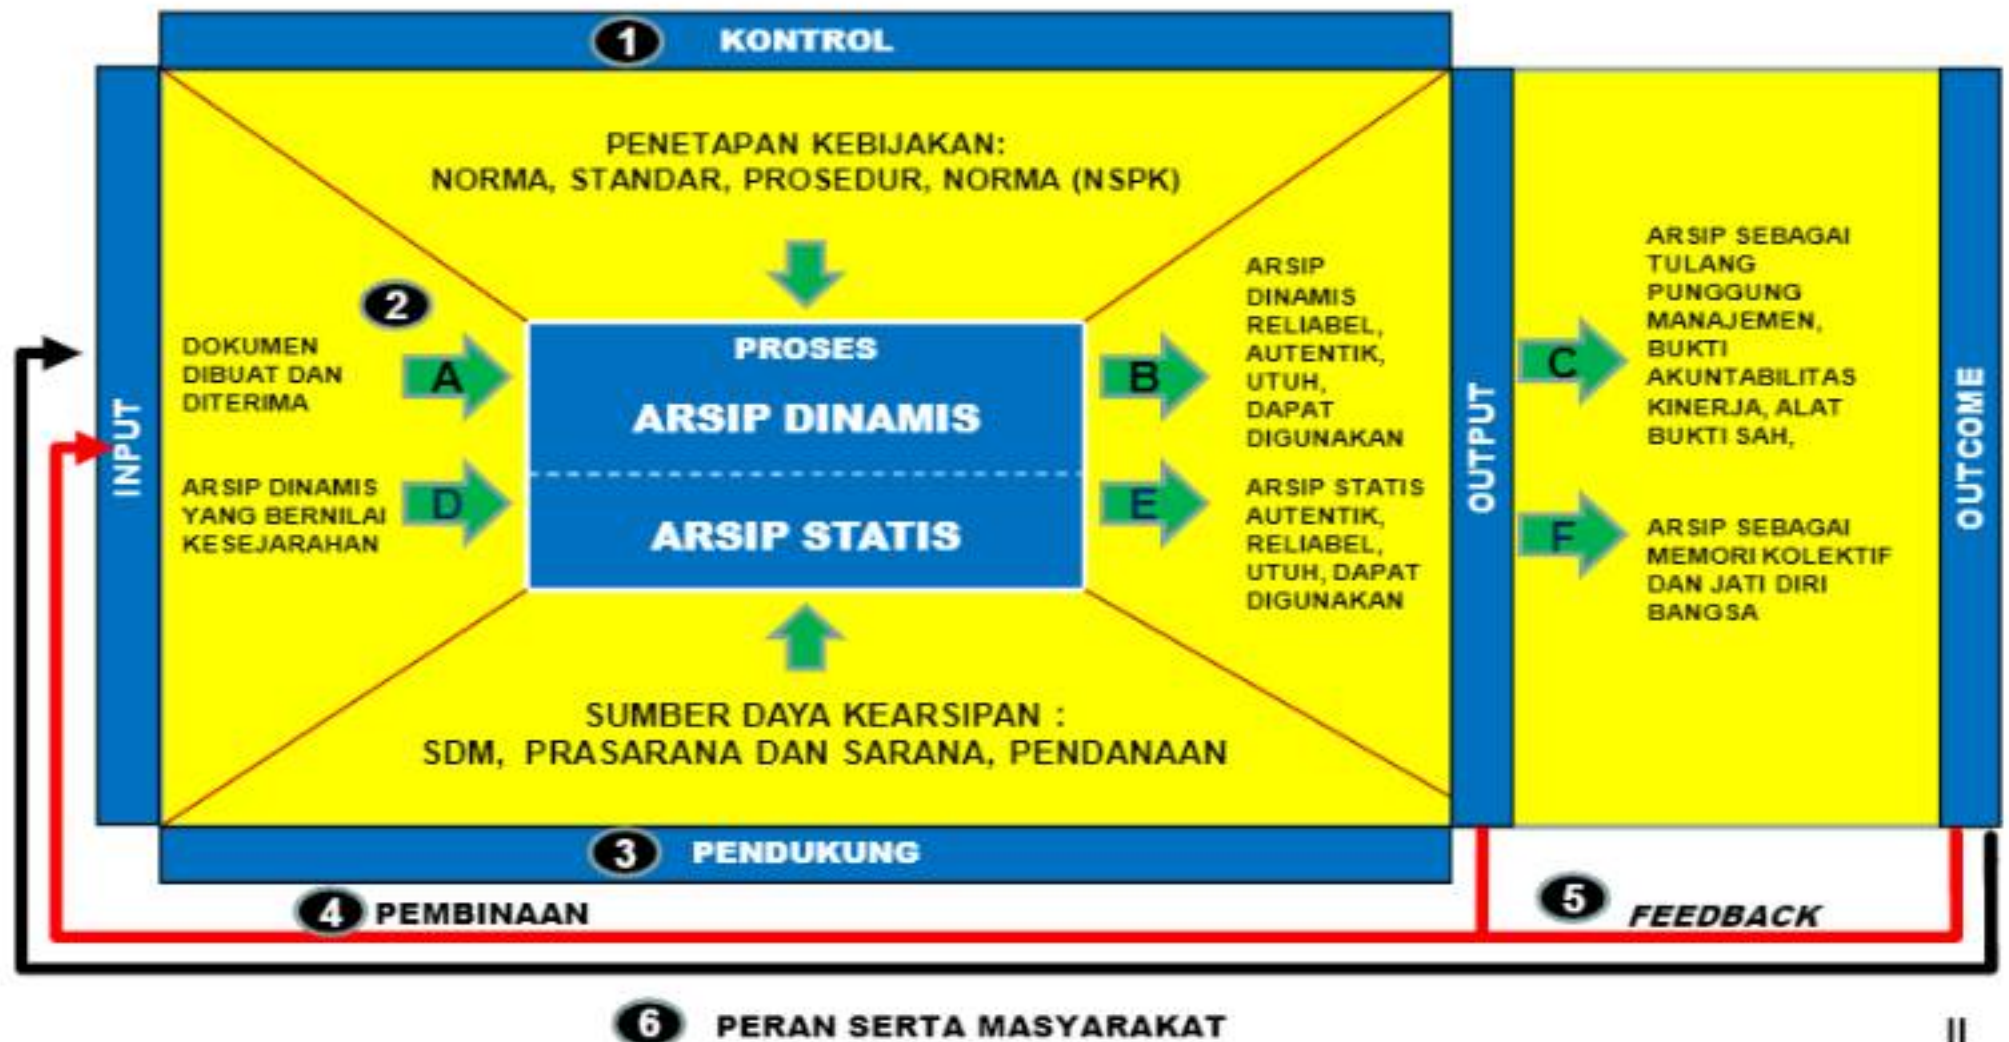 1 KONTROL
PENETAPAN KEBIJAKAN:
NORMA, STANDAR, PROSEDUR, NORMA (NSPK)
INPUT
2
DOKUMEN
DIBUAT DAN
DITERIMA
A
ARSIP DINAMIS
YANG BERNILAI
KESEJARAHAN
D
PROSES
ARSIP DINAMIS
ARSIP STATIS
B
ARSIP
DINAMIS
RELIABEL,
AUTENTIK,
UTUH,
DAPAT
DIGUNAKAN
E
ARSIP STATIS
AUTENTIK,
RELIABEL,
UTUH, DAPAT
DIGUNAKAN
OUTPUT
C
ARSIP SEBAGAI
TULANG
PUNGGUNG
MANAJEMEN,
BUKTI
AKUNTABILITAS
KINERJA, ALAT
BUKTI SAH,
F
ARSIP SEBAGAI
MEMORI KOLEKTIF
DAN JATI DIRI
BANGSA
OUTCOME
SUMBER DAYA KEARSIPAN :
SDM, PRASARANA DAN SARANA, PENDANAAN
3 PENDUKUNG
4 PEMBINAAN
5 FEEDBACK
6 PERAN SERTA MASYARAKAT